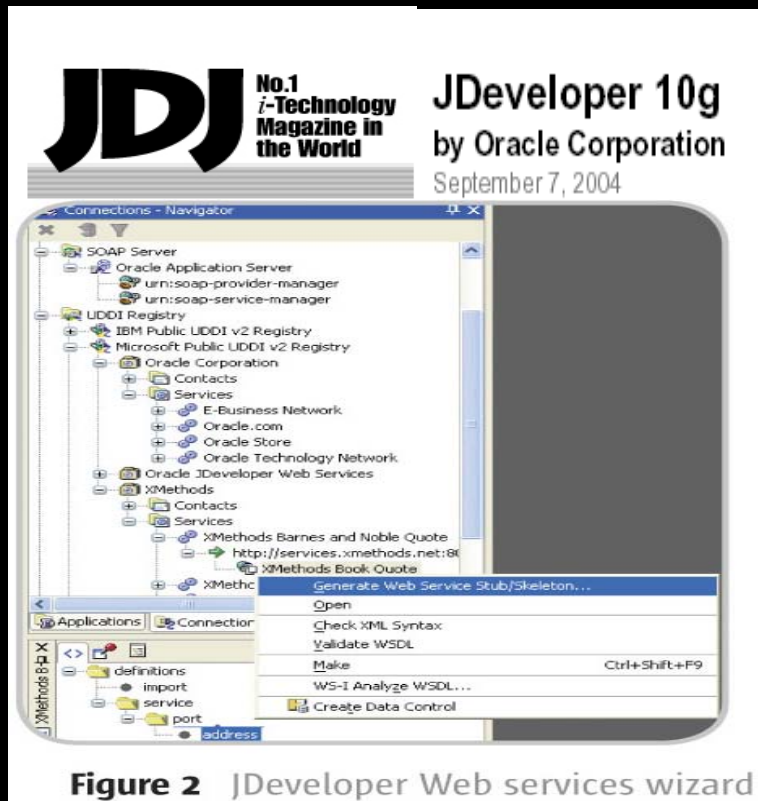 JDJ
No.1
i-Technology
Magazine in
the World
JDeveloper 10g
by Oracle Corporation
September 7, 2004
Connections - Navigator
SOAP Server
Oracle Application Server
urn:soap-provider-manager
urn:soap-service-manager
UDDI Registry
IBM Public UDDI v2 Registry
Microsoft Public UDDI v2 Registry
Oracle Corporation
Contacts
Services
E-Business Network
Oracle.com
Oracle Store
Oracle Technology Network
Oracle JDeveloper Web Services
XMethods
Contacts
Services
XMethods Barnes and Noble Quote
http://services.xmethods.net:80
XMethods Book Quote
XMethc
Generate Web Service Stub/Skeleton...
Open
Check XML Syntax
Validate WSDL
Make Ctrl+Shift+F9
WS-I Analyze WSDL...
Create Data Control
Applications Connection
XMethods B
definitions
import
service
port
address
Figure 2 JDeveloper Web services wizard